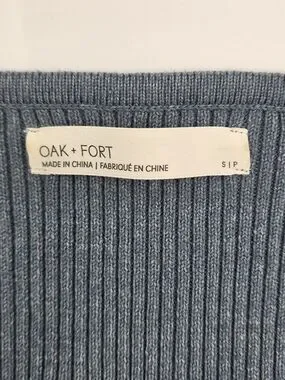 OAK + FORT
MADE IN CHINA | FABRIQUÉ EN CHINE S | P